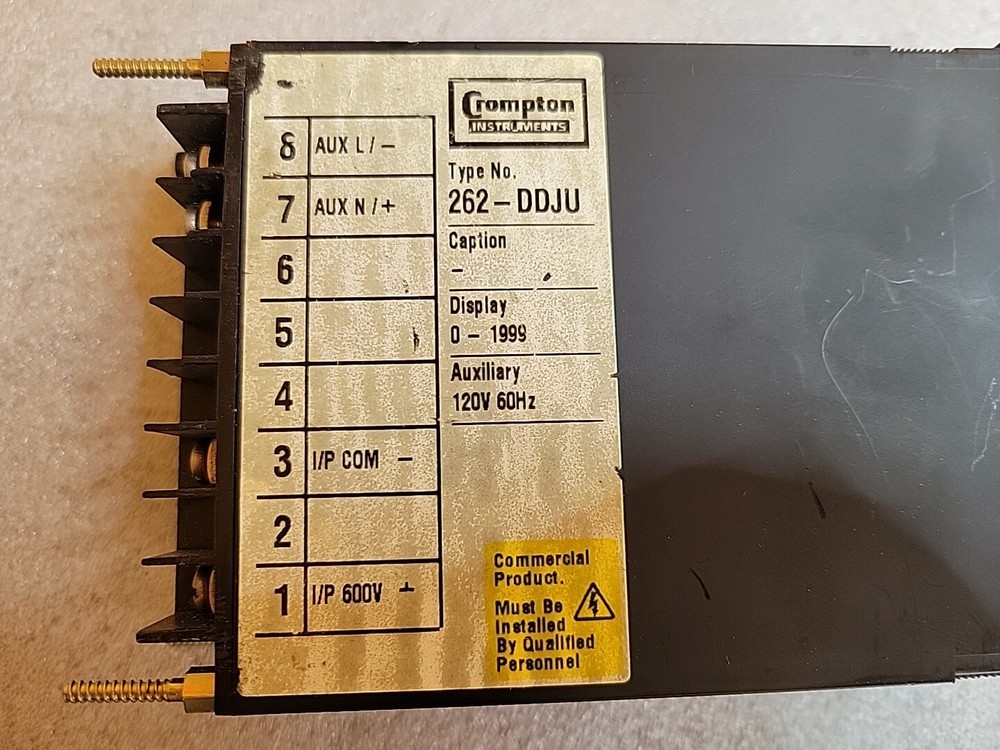 Crompton
INSTRUMENTS
8 AUX L / −
7 AUX N / +
6
5
4
3 I/P COM −
2
1 I/P 600V +
Type No.
262-DDJU
Caption
-
Display
0 - 1999
Auxiliary
120V 60Hz
Commercial
Product.
Must Be
Installed
By Qualified
Personnel